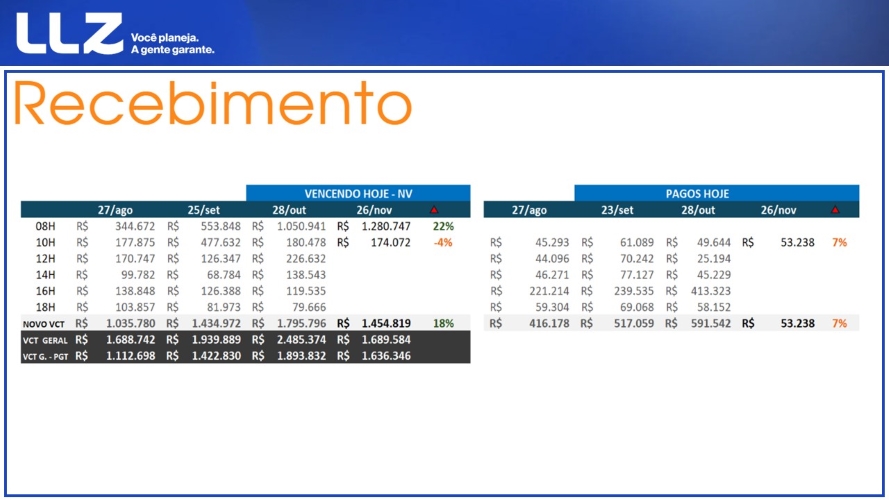 LLZ Você planeja.
A gente garante.
Recebimento
VENCENDO HOJE - NV
27/ago 25/set 28/out 26/nov
08H R$ 344.672 R$ 553.848 R$ 1.050.941 R$ 1.280.747 22%
10H R$ 177.875 R$ 477.632 R$ 180.478 R$ 174.072 -4%
12H R$ 170.747 R$ 126.347 R$ 226.632
14H R$ 99.782 R$ 68.784 R$ 138.543
16H R$ 138.848 R$ 126.388 R$ 119.535
18H R$ 103.857 R$ 81.973 R$ 79.666
NOVO VCT R$ 1.035.780 R$ 1.434.972 R$ 1.795.796 R$ 1.454.819 18%
VCT GERAL R$ 1.688.742 R$ 1.939.889 R$ 2.485.374 R$ 1.689.584
VCT G. - PGT R$ 1.112.698 R$ 1.422.830 R$ 1.893.832 R$ 1.636.346
PAGOS HOJE
27/ago 23/set 28/out 26/nov
R$ 45.293 R$ 61.089 R$ 49.644 R$ 53.238 7%
R$ 44.096 R$ 70.242 R$ 25.194
R$ 46.271 R$ 77.127 R$ 45.229
R$ 221.214 R$ 239.535 R$ 413.323
R$ 59.304 R$ 69.068 R$ 58.152
R$ 416.178 R$ 517.059 R$ 591.542 R$ 53.238 7%